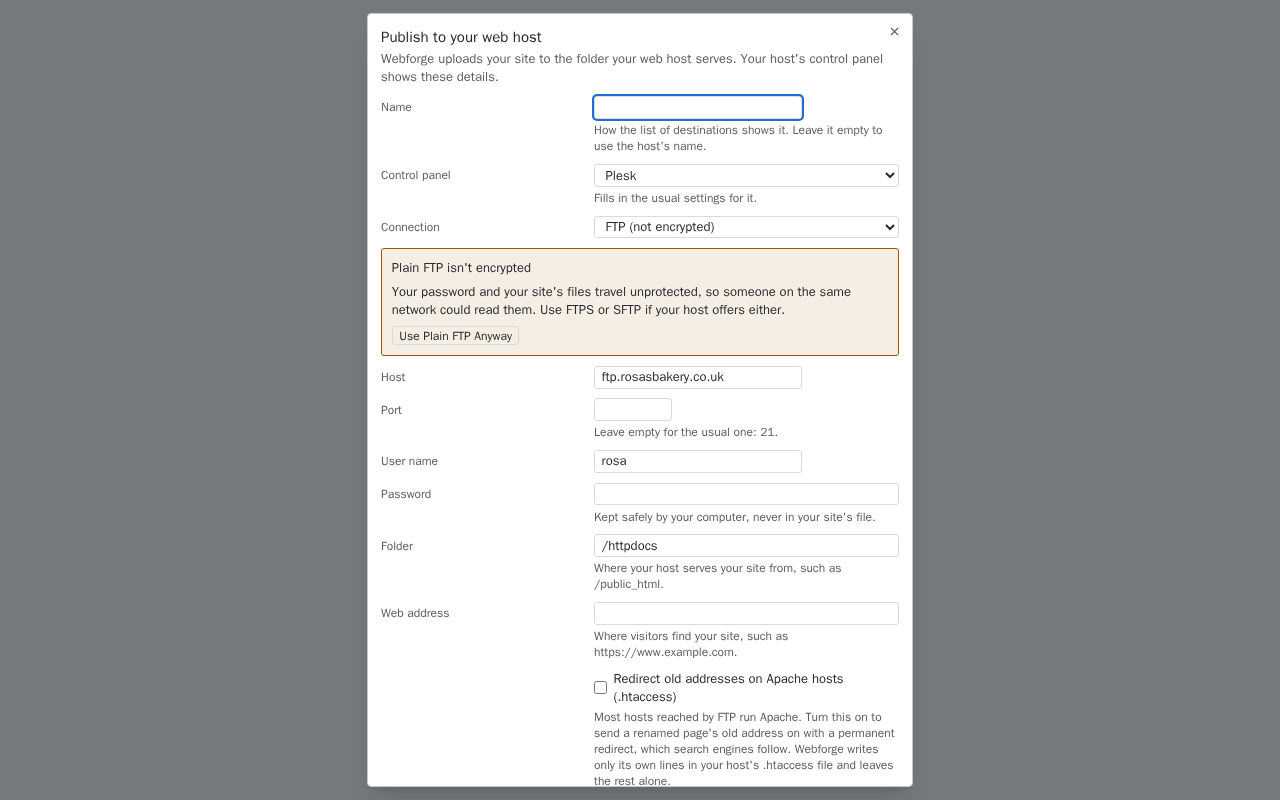 Publish to your web host
×
Webforge uploads your site to the folder your web host serves. Your host's control panel
shows these details.
Name
How the list of destinations shows it. Leave it empty to
use the host's name.
Control panel
Plesk
Fills in the usual settings for it.
Connection
FTP (not encrypted)
Plain FTP isn't encrypted
Your password and your site's files travel unprotected, so someone on the same
network could read them. Use FTPS or SFTP if your host offers either.
Use Plain FTP Anyway
Host
ftp.rosasbakery.co.uk
Port
Leave empty for the usual one: 21.
User name
rosa
Password
Kept safely by your computer, never in your site's file.
Folder
/httpdocs
Where your host serves your site from, such as
/public_html.
Web address
Where visitors find your site, such as
https://www.example.com.
Redirect old addresses on Apache hosts
(.htaccess)
Most hosts reached by FTP run Apache. Turn this on to
send a renamed page's old address on with a permanent
redirect, which search engines follow. Webforge writes
only its own lines in your host's .htaccess file and leaves
the rest alone.